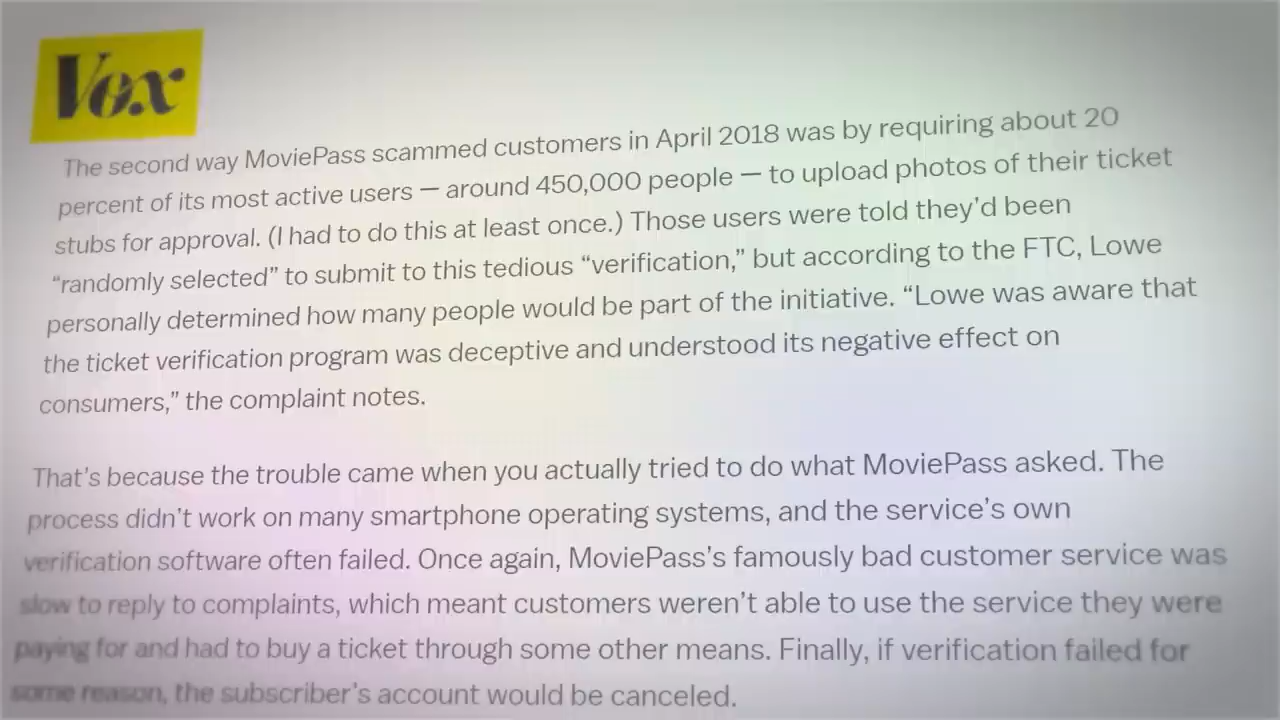 Vox
The second way MoviePass scammed customers in April 2018 was by requiring about 20
percent of its most active users — around 450,000 people — to upload photos of their ticket
stubs for approval. (I had to do this at least once.) Those users were told they’d been
“randomly selected” to submit to this tedious “verification,” but according to the FTC, Lowe
personally determined how many people would be part of the initiative. “Lowe was aware that
the ticket verification program was deceptive and understood its negative effect on
consumers,” the complaint notes.
That’s because the trouble came when you actually tried to do what MoviePass asked. The
process didn’t work on many smartphone operating systems, and the service’s own
verification software often failed. Once again, MoviePass’s famously bad customer service was
slow to reply to complaints, which meant customers weren’t able to use the service they were
paying for and had to buy a ticket through some other means. Finally, if verification failed for
some reason, the subscriber’s account would be canceled.